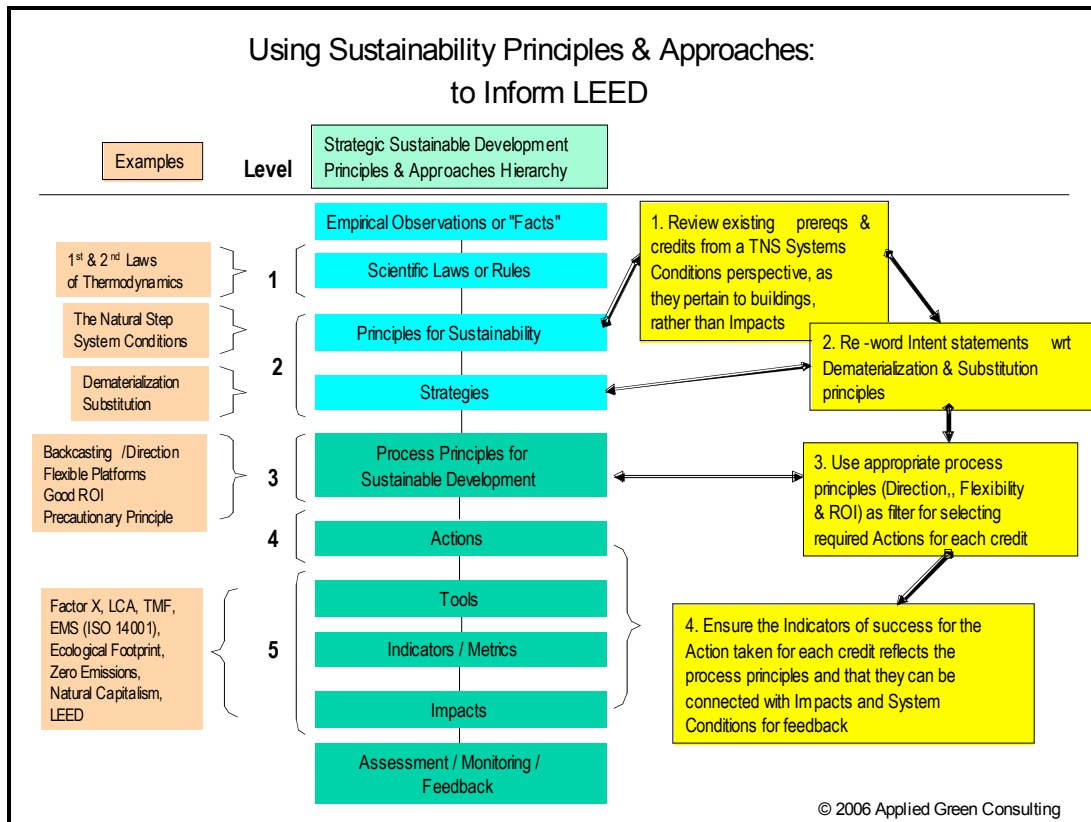 Using Sustainability Principles & Approaches:
to Inform LEED
Examples
Level
Strategic Sustainable Development
Principles & Approaches Hierarchy
Empirical Observations or "Facts"
1st & 2nd Laws
of Thermodynamics
1
Scientific Laws or Rules
The Natural Step
System Conditions
2
Principles for Sustainability
Dematerialization
Substitution
Strategies
Backcasting /Direction
Flexible Platforms
Good ROI
Precautionary Principle
3
Process Principles for
Sustainable Development
4
Actions
Factor X, LCA, TMF,
EMS (ISO 14001),
Ecological Footprint,
Zero Emissions,
Natural Capitalism,
LEED
5
Tools
Indicators / Metrics
Impacts
Assessment / Monitoring /
Feedback
1. Review existing prereqs &
credits from a TNS Systems
Conditions perspective, as
they pertain to buildings,
rather than Impacts
2. Re -word Intent statements wrt
Dematerialization & Substitution
principles
3. Use appropriate process
principles (Direction,, Flexibility
& ROI) as filter for selecting
required Actions for each credit
4. Ensure the Indicators of success for the
Action taken for each credit reflects the
process principles and that they can be
connected with Impacts and System
Conditions for feedback
© 2006 Applied Green Consulting